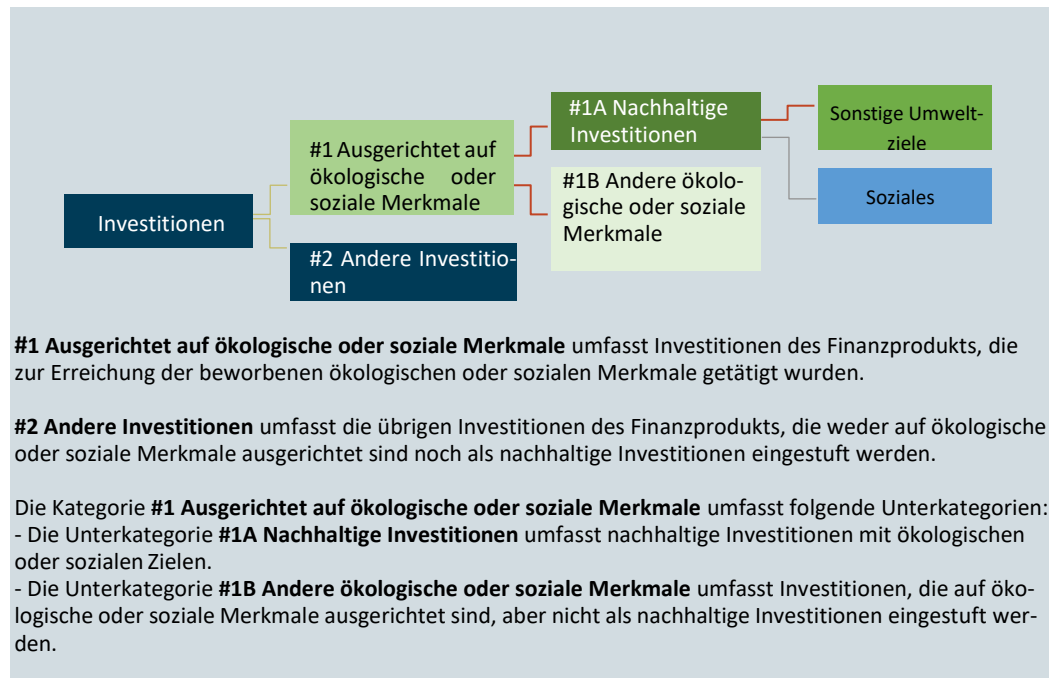 Investitionen
#1 Ausgerichtet auf
ökologische oder
soziale Merkmale
#2 Andere Investitio-
nen
#1A Nachhaltige
Investitionen
#1B Andere ökolo-
gische oder soziale
Merkmale
Sonstige Umwelt-
ziele
Soziales
#1 Ausgerichtet auf ökologische oder soziale Merkmale umfasst Investitionen des Finanzprodukts, die
zur Erreichung der beworbenen ökologischen oder sozialen Merkmale getätigt wurden.
#2 Andere Investitionen umfasst die übrigen Investitionen des Finanzprodukts, die weder auf ökologische
oder soziale Merkmale ausgerichtet sind noch als nachhaltige Investitionen eingestuft werden.
Die Kategorie #1 Ausgerichtet auf ökologische oder soziale Merkmale umfasst folgende Unterkategorien:
- Die Unterkategorie #1A Nachhaltige Investitionen umfasst nachhaltige Investitionen mit ökologischen
oder sozialen Zielen.
- Die Unterkategorie #1B Andere ökologische oder soziale Merkmale umfasst Investitionen, die auf öko-
logische oder soziale Merkmale ausgerichtet sind, aber nicht als nachhaltige Investitionen eingestuft wer-
den.